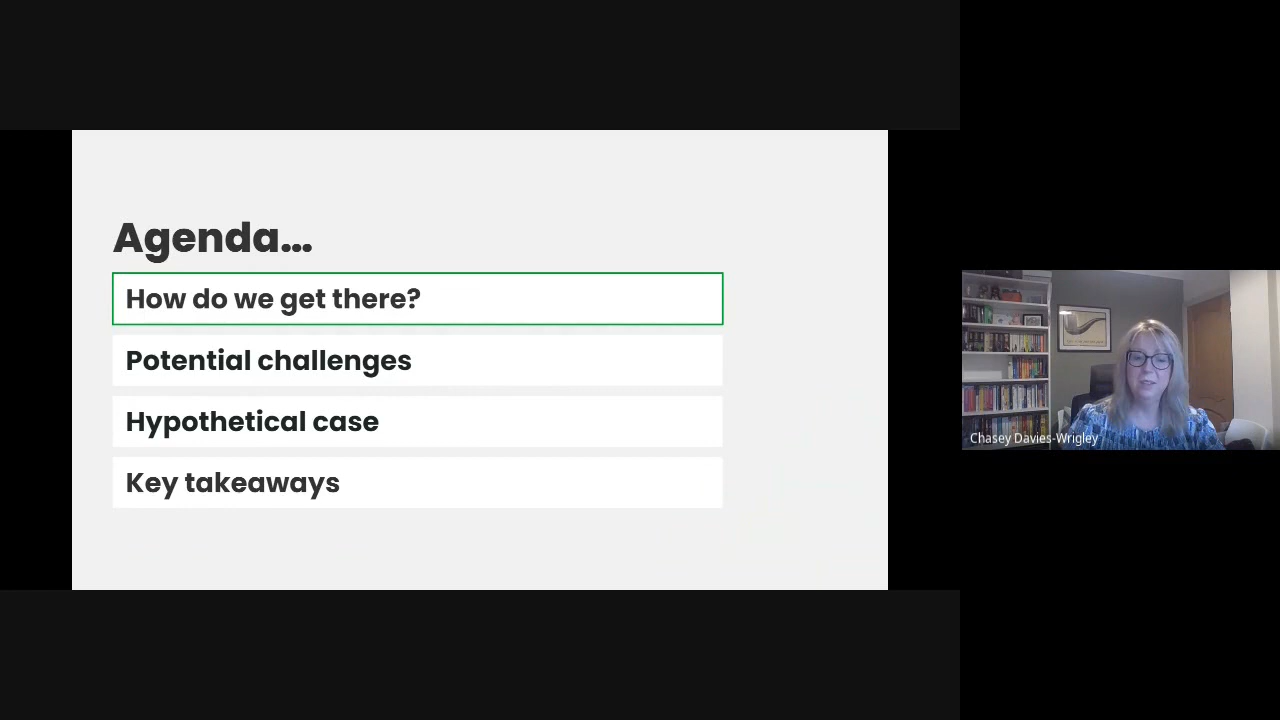 Agenda...
How do we get there?
Potential challenges
Hypothetical case
Key takeaways
Chasey Davies-Wrigley